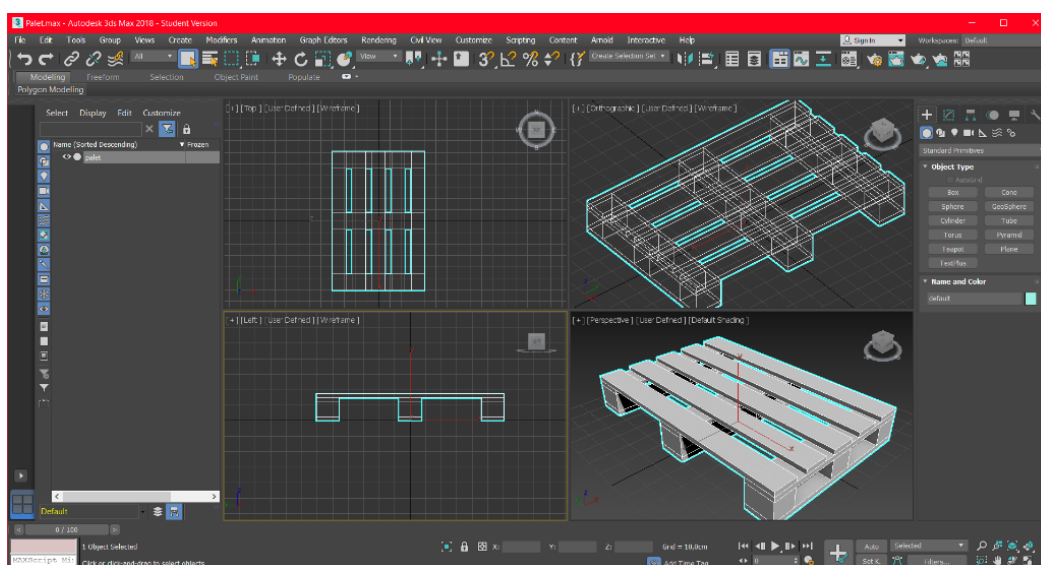 Palet.max - Autodesk 3ds Max 2018 - Student Version
File Edit Tools Group Views Create Modifiers Animation Graph Editors Rendering Civil View Customize Scripting Content Arnold Interactive Help Sign In Workspaces: Default
All View Create Selection Set
Modeling Freeform Selection Object Paint Populate
Polygon Modeling
Select Display Edit Customize
Name (Sorted Descending) Frozen
palet
[+] [Top ] [User Defined ] [Wireframe ]
[+] [Orthographic ] [User Defined ] [Wireframe ]
[+] [Left ] [User Defined ] [Wireframe ]
[+] [Perspective ] [User Defined ] [Default Shading ]
Standard Primitives
Object Type
AutoGrid
Box Cone
Sphere GeoSphere
Cylinder Tube
Torus Pyramid
Teapot Plane
TextPlus
Name and Color
default
Default
0 / 100
1 Object Selected X: Y: Z: Grid = 10,0cm Auto Selected
MAXScript Mi Click or click-and-drag to select objects Add Time Tag 0 Set K. Filters...